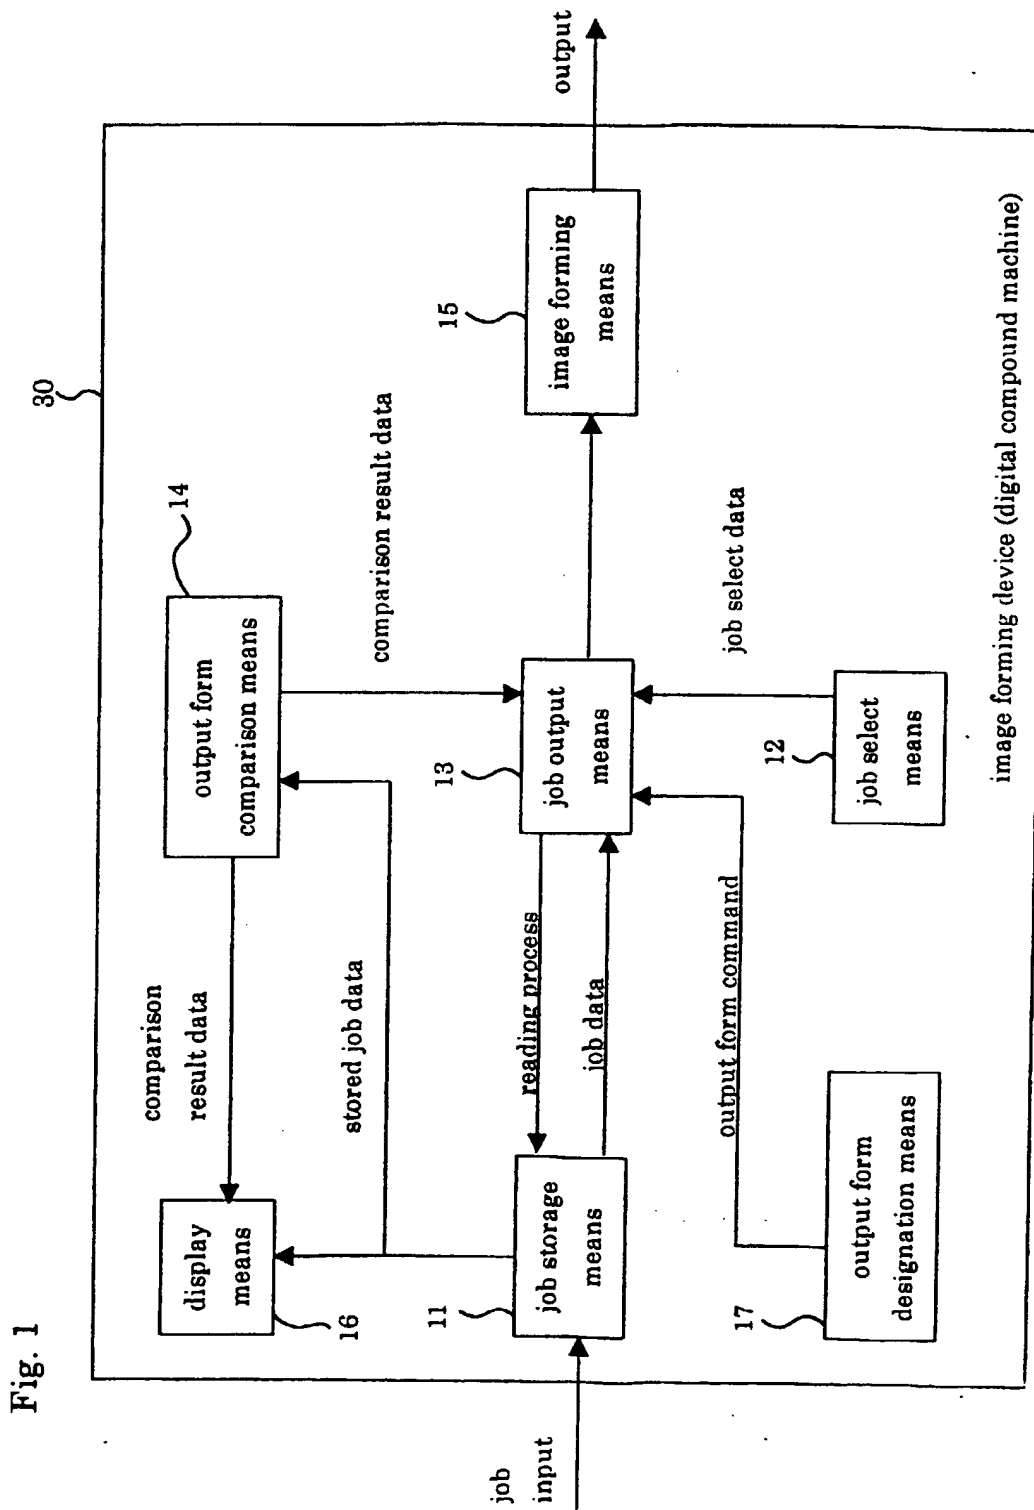 Fig. 1
30
job
input
job storage
means
11
display
means
16
comparison
result data
stored job data
output form
comparison means
14
comparison result data
reading process
job data
job output
means
13
image forming
means
15
output
output form command
output form
designation means
17
job select data
job select
means
12
image forming device (digital compound machine)